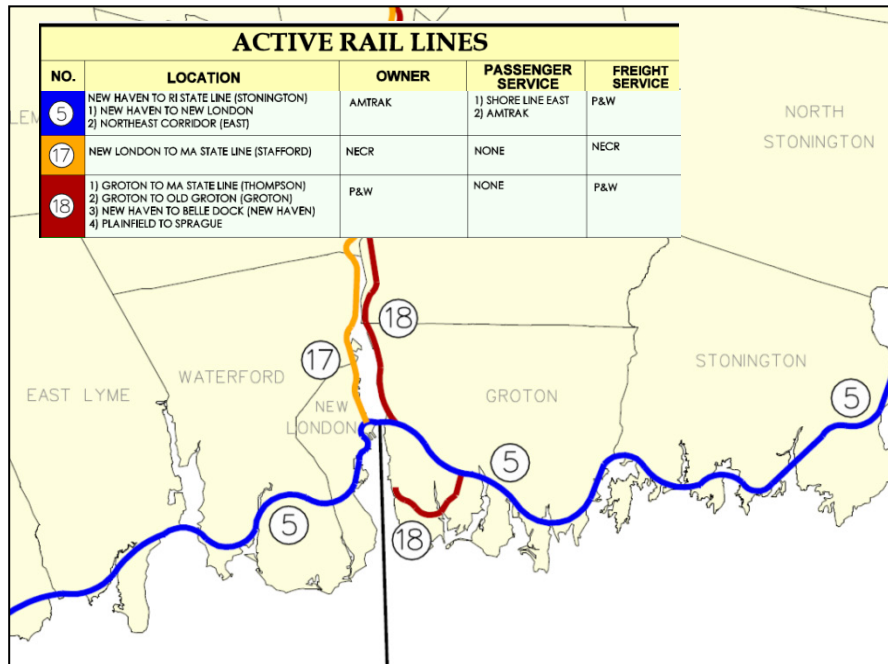 ACTIVE RAIL LINES
NO. LOCATION OWNER PASSENGER SERVICE FREIGHT SERVICE
5 NEW HAVEN TO RI STATE LINE (STONINGTON)
1) NEW HAVEN TO NEW LONDON
2) NORTHEAST CORRIDOR (EAST)
AMTRAK
1) SHORE LINE EAST
2) AMTRAK
P&W
17 NEW LONDON TO MA STATE LINE (STAFFORD) NECR NONE NECR
18 1) GROTON TO MA STATE LINE (THOMPSON)
2) GROTON TO OLD GROTON (GROTON)
3) NEW HAVEN TO BELLE DOCK (NEW HAVEN)
4) PLAINFIELD TO SPRAGUE
P&W
NONE
P&W
NORTH
STONINGTON
18
17
STONINGTON
WATERFORD
EAST LYME
GROTON
NEW
LONDON
5
5
5
18